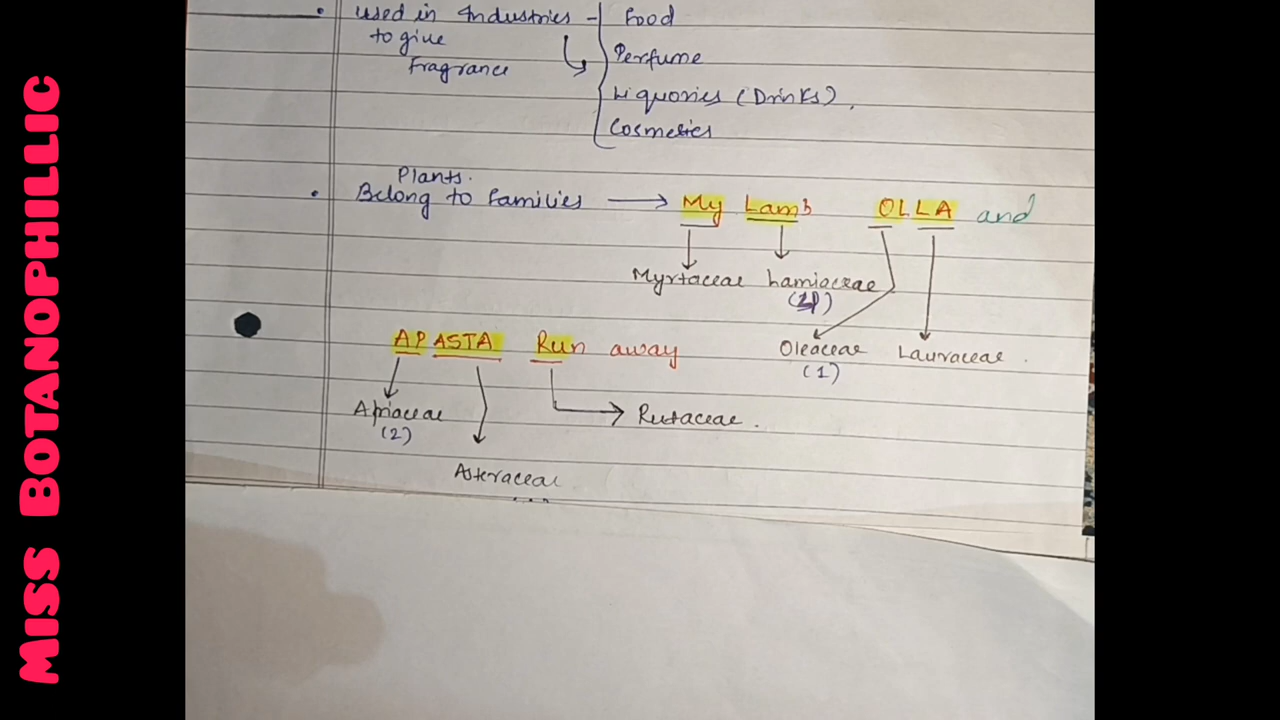 MISS BOTANOPHILLIC
• used in Industries - Food
to give
Fragrance
Perfume
Liquories (Drinks),
Cosmetics
Plants.
• Belong to families → My Lamb OLLA and
Myrtaceae Lamiaceae
Oleaceae Lauraceae.
(1)
APASTA Run away
Apiaceae
(2)
Rutaceae.
Asteraceae